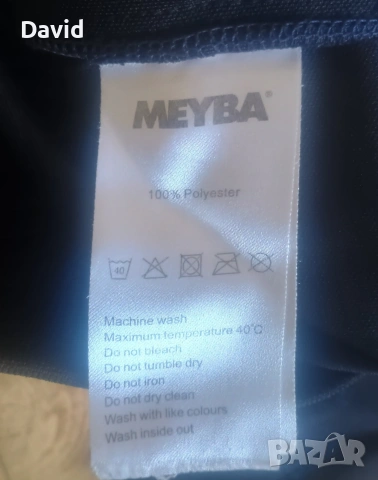 David
MEYBA®
100% Polyester
40
Machine wash
Maximum temperature 40°C
Do not bleach
Do not tumble dry
Do not iron
Do not dry clean
Wash with like colours
Wash inside out
BAZAR